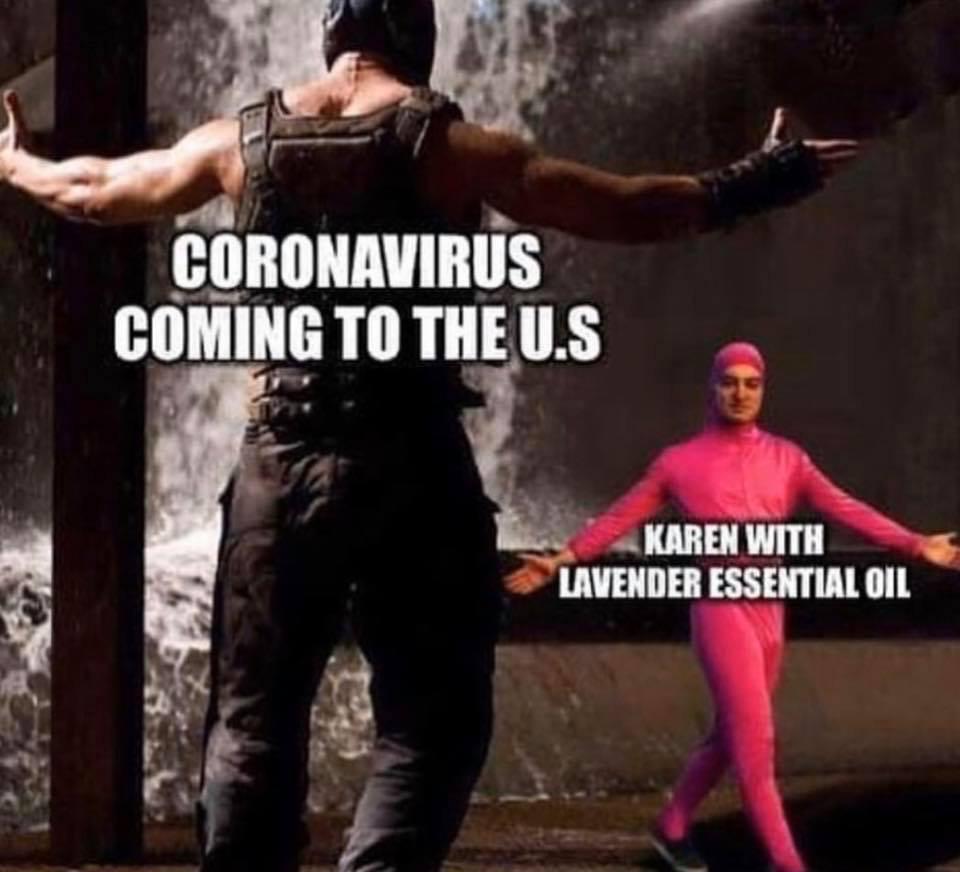 CORONAVIRUS
COMING TO THE U.S
KAREN WITH
LAVENDER ESSENTIAL OIL